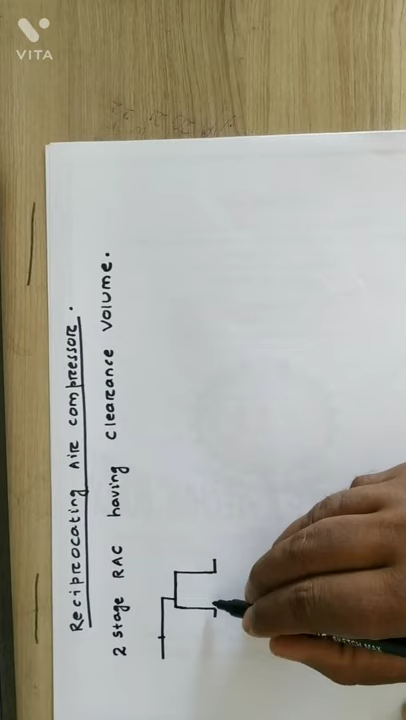 VITA
Reciprocating Air compressor.
2 stage RAC having clearance volume.